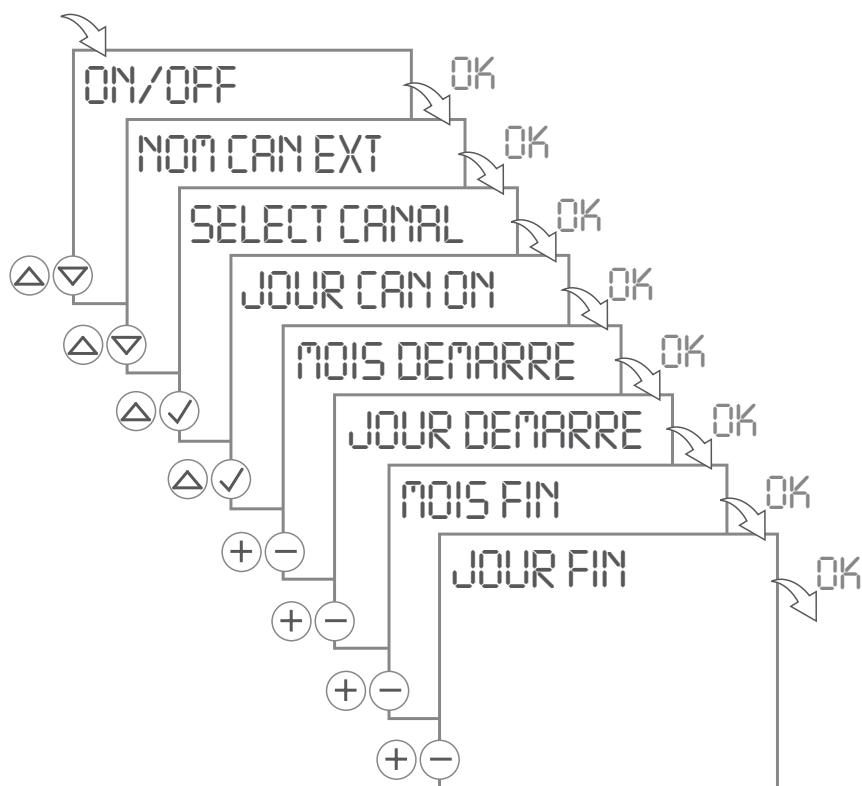 ON/OFF
OK
NOM CAN EXT
OK
SELECT CANAL
OK
JOUR CAN ON
OK
MOIS DEMARRE
OK
JOUR DEMARRE
OK
MOIS FIN
OK
JOUR FIN
OK